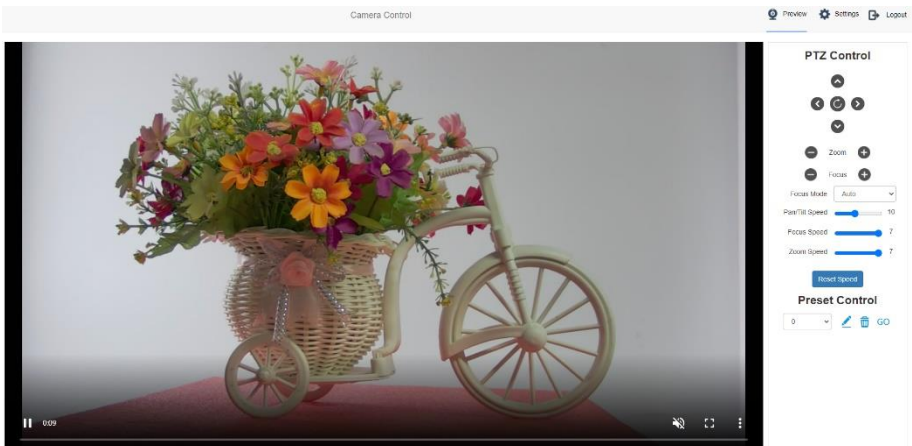 Camera Control
Preview
Settings
Logout
PTZ Control
Zoom
Focus
Focus Mode Auto
Pan/Tilt Speed 10
Focus Speed 7
Zoom Speed 7
Reset Speed
Preset Control
0 GO
0:09